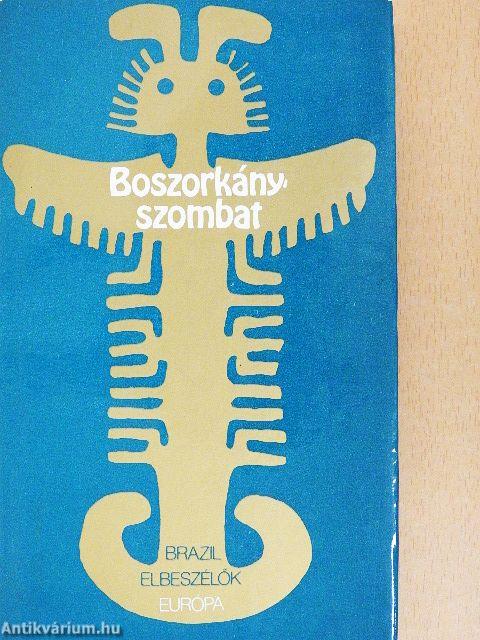 Boszorkány-
szombat
BRAZIL
ELBESZÉLŐK
EURÓPA
Antikvárium.hu